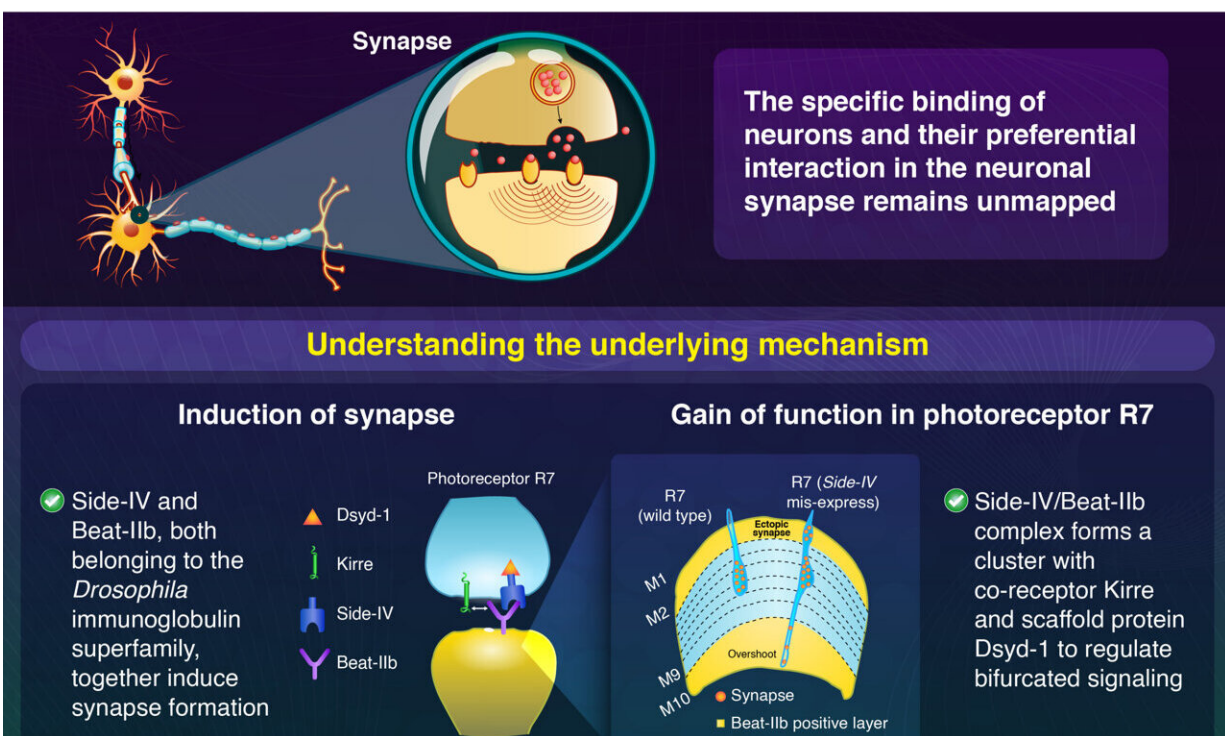 Synapse
The specific binding of
neurons and their preferential
interaction in the neuronal
synapse remains unmapped
Understanding the underlying mechanism
Induction of synapse
Side-IV and
Beat-IIb, both
belonging to the
Drosophila
immunoglobulin
superfamily,
together induce
synapse formation
Dsyd-1
Kirre
Side-IV
Beat-IIb
Photoreceptor R7
Gain of function in photoreceptor R7
R7
(wild type)
R7 (Side-IV
mis-express)
Ectopic
synapse
M1
M2
M9
M10
Overshoot
Synapse
Beat-IIb positive layer
Side-IV/Beat-IIb
complex forms a
cluster with
co-receptor Kirre
and scaffold protein
Dsyd-1 to regulate
bifurcated signaling